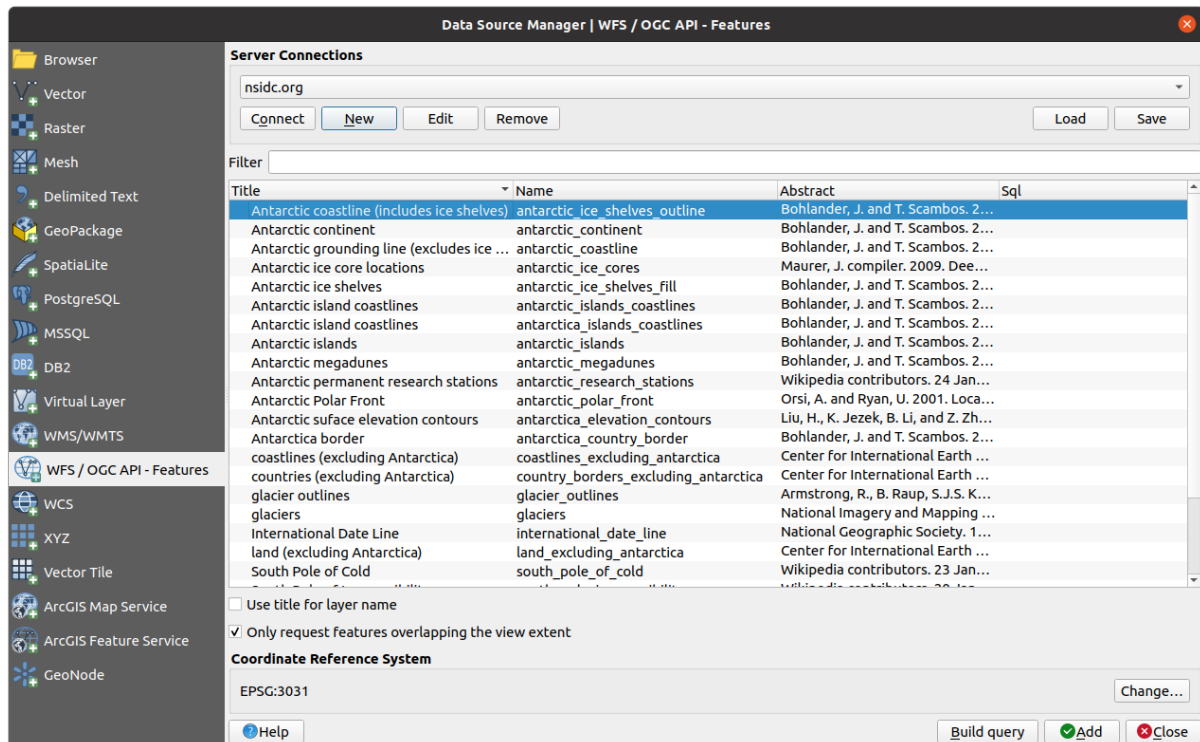 Data Source Manager | WFS / OGC API - Features
Browser
Vector
Raster
Mesh
Delimited Text
GeoPackage
SpatiaLite
PostgreSQL
MSSQL
DB2
DB2
Virtual Layer
WMS/WMTS
WFS / OGC API - Features
WCS
XYZ
Vector Tile
ArcGIS Map Service
ArcGIS Feature Service
GeoNode
Server Connections
nsidc.org
Connect New Edit Remove Load Save
Filter
Title Name Abstract Sql
Antarctic coastline (includes ice shelves) antarctic_ice_shelves_outline Bohlander, J. and T. Scambos. 2...
Antarctic continent antarctic_continent Bohlander, J. and T. Scambos. 2...
Antarctic grounding line (excludes ice ... antarctic_coastline Bohlander, J. and T. Scambos. 2...
Antarctic ice core locations antarctic_ice_cores Maurer, J. compiler. 2009. Dee...
Antarctic ice shelves antarctic_ice_shelves_fill Bohlander, J. and T. Scambos. 2...
Antarctic island coastlines antarctic_islands_coastlines Bohlander, J. and T. Scambos. 2...
Antarctic island coastlines antarctica_islands_coastlines Bohlander, J. and T. Scambos. 2...
Antarctic islands antarctic_islands Bohlander, J. and T. Scambos. 2...
Antarctic megadunes antarctic_megadunes Bohlander, J. and T. Scambos. 2...
Antarctic permanent research stations antarctic_research_stations Wikipedia contributors. 24 Jan...
Antarctic Polar Front antarctic_polar_front Orsi, A. and Ryan, U. 2001. Loca...
Antarctic suface elevation contours antarctica_elevation_contours Liu, H., K. Jezek, B. Li, and Z. Zh...
Antarctica border antarctica_country_border Bohlander, J. and T. Scambos. 2...
coastlines (excluding Antarctica) coastlines_excluding_antarctica Center for International Earth ...
countries (excluding Antarctica) country_borders_excluding_antarctica Center for International Earth ...
glacier outlines glacier_outlines Armstrong, R., B. Raup, S.J.S. K...
glaciers glaciers National Imagery and Mapping ...
International Date Line international_date_line National Geographic Society. 1...
land (excluding Antarctica) land_excluding_antarctica Center for International Earth ...
South Pole of Cold south_pole_of_cold Wikipedia contributors. 23 Jan...
Use title for layer name
Only request features overlapping the view extent
Coordinate Reference System
EPSG:3031 Change...
Help Build query Add Close